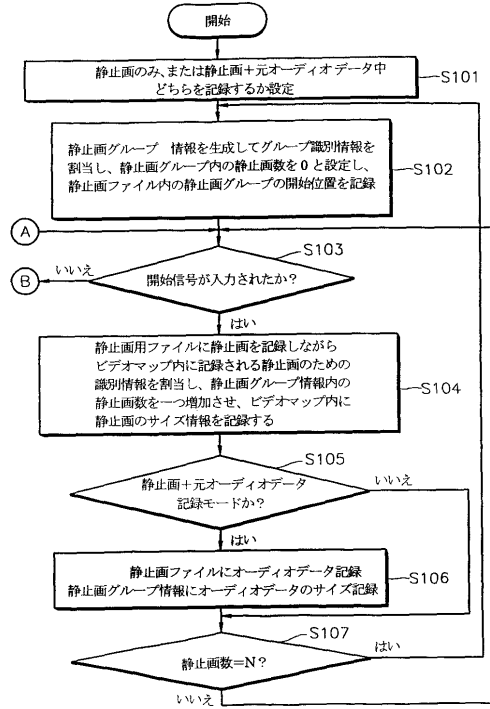 開始
静止画のみ、または静止画+元オーディオデータ中
どちらを記録するか設定
S101
静止画グループ 情報を生成してグループ識別情報を
割当し、静止画グループ内の静止画数を0と設定し、
静止画ファイル内の静止画グループの開始位置を記録
S102
A
S103
B
いいえ
開始信号が入力されたか?
はい
静止画用ファイルに静止画を記録しながら
ビデオマップ内に記録される静止画のための
識別情報を割当し、静止画グループ情報内の
静止画数を一つ増加させ、ビデオマップ内に
静止画のサイズ情報を記録する
S104
S105
静止画+元オーディオデータ
記録モードか?
いいえ
はい
静止画ファイルにオーディオデータ記録
静止画グループ情報にオーディオデータのサイズ記録
S106
S107
静止画数=N?
はい
いいえ